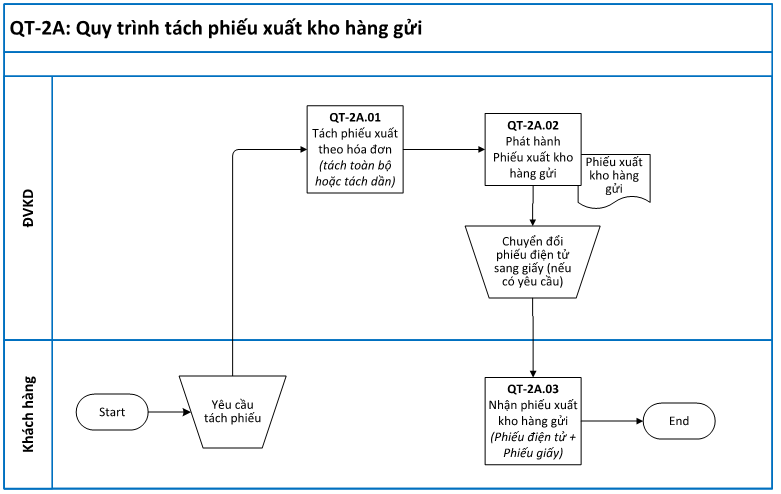 QT-2A: Quy trình tách phiếu xuất kho hàng gửi
ĐVKD
QT-2A.01
Tách phiếu xuất
theo hóa đơn
(tách toàn bộ
hoặc tách dần)
QT-2A.02
Phát hành
Phiếu xuất kho
hàng gửi
Phiếu xuất
kho hàng
gửi
Chuyển đổi
phiếu điện tử
sang giấy (nếu
có yêu cầu)
Khách hàng
Start
Yêu cầu
tách phiếu
QT-2A.03
Nhận phiếu xuất
kho hàng gửi
(Phiếu điện tử +
Phiếu giấy)
End